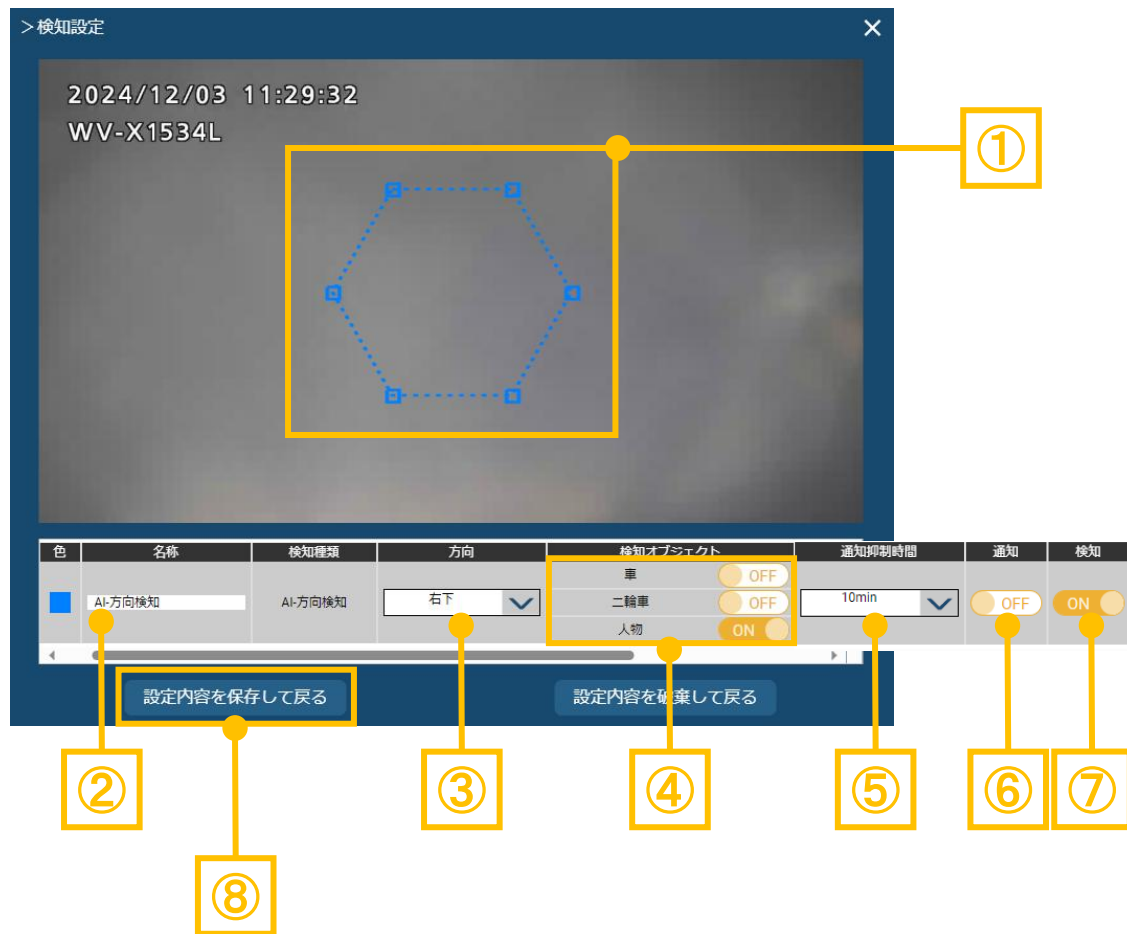 ＞検知設定
×
2024/12/03 11:29:32
WV-X1534L
①
色 名称 検知種類 方向 検知オブジェクト 通知抑制時間 通知 検知
車 OFF
AI-方向検知 AI-方向検知 右下 二輪車 OFF 10min OFF ON
人物 ON
設定内容を保存して戻る 設定内容を破棄して戻る
② ③ ④ ⑤ ⑥ ⑦
⑧